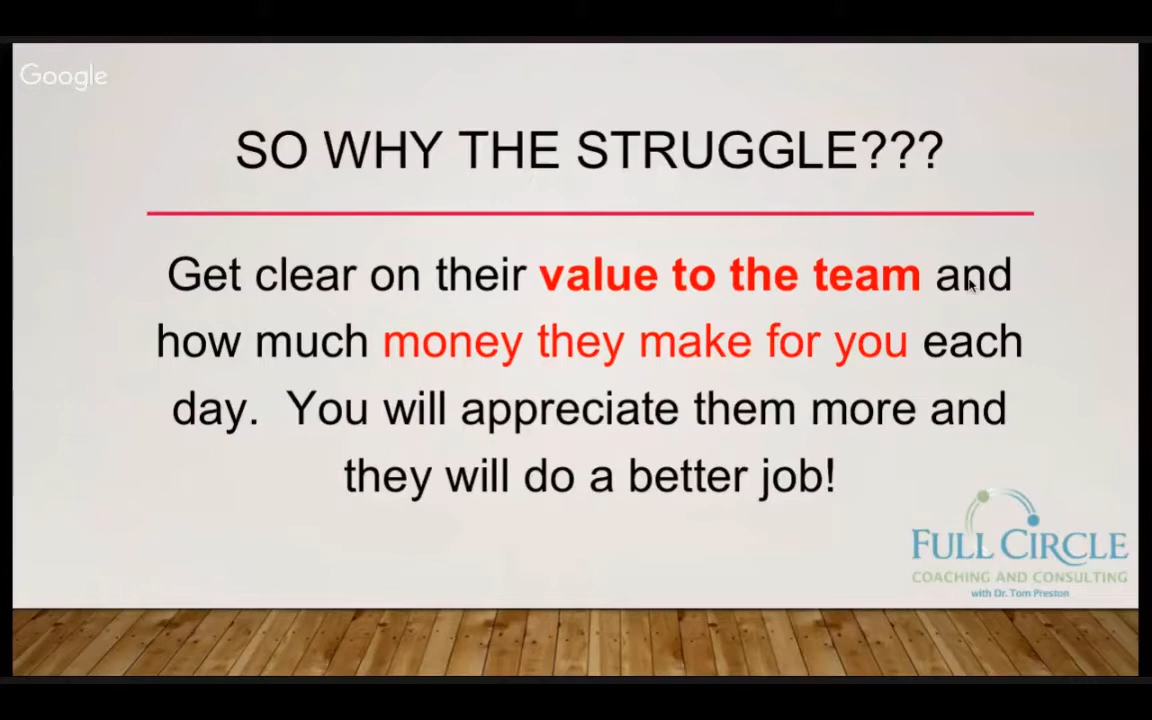 Google
SO WHY THE STRUGGLE???
Get clear on their value to the team and
how much money they make for you each
day.  You will appreciate them more and
they will do a better job!
FULL CIRCLE
COACHING AND CONSULTING
with Dr. Tom Preston